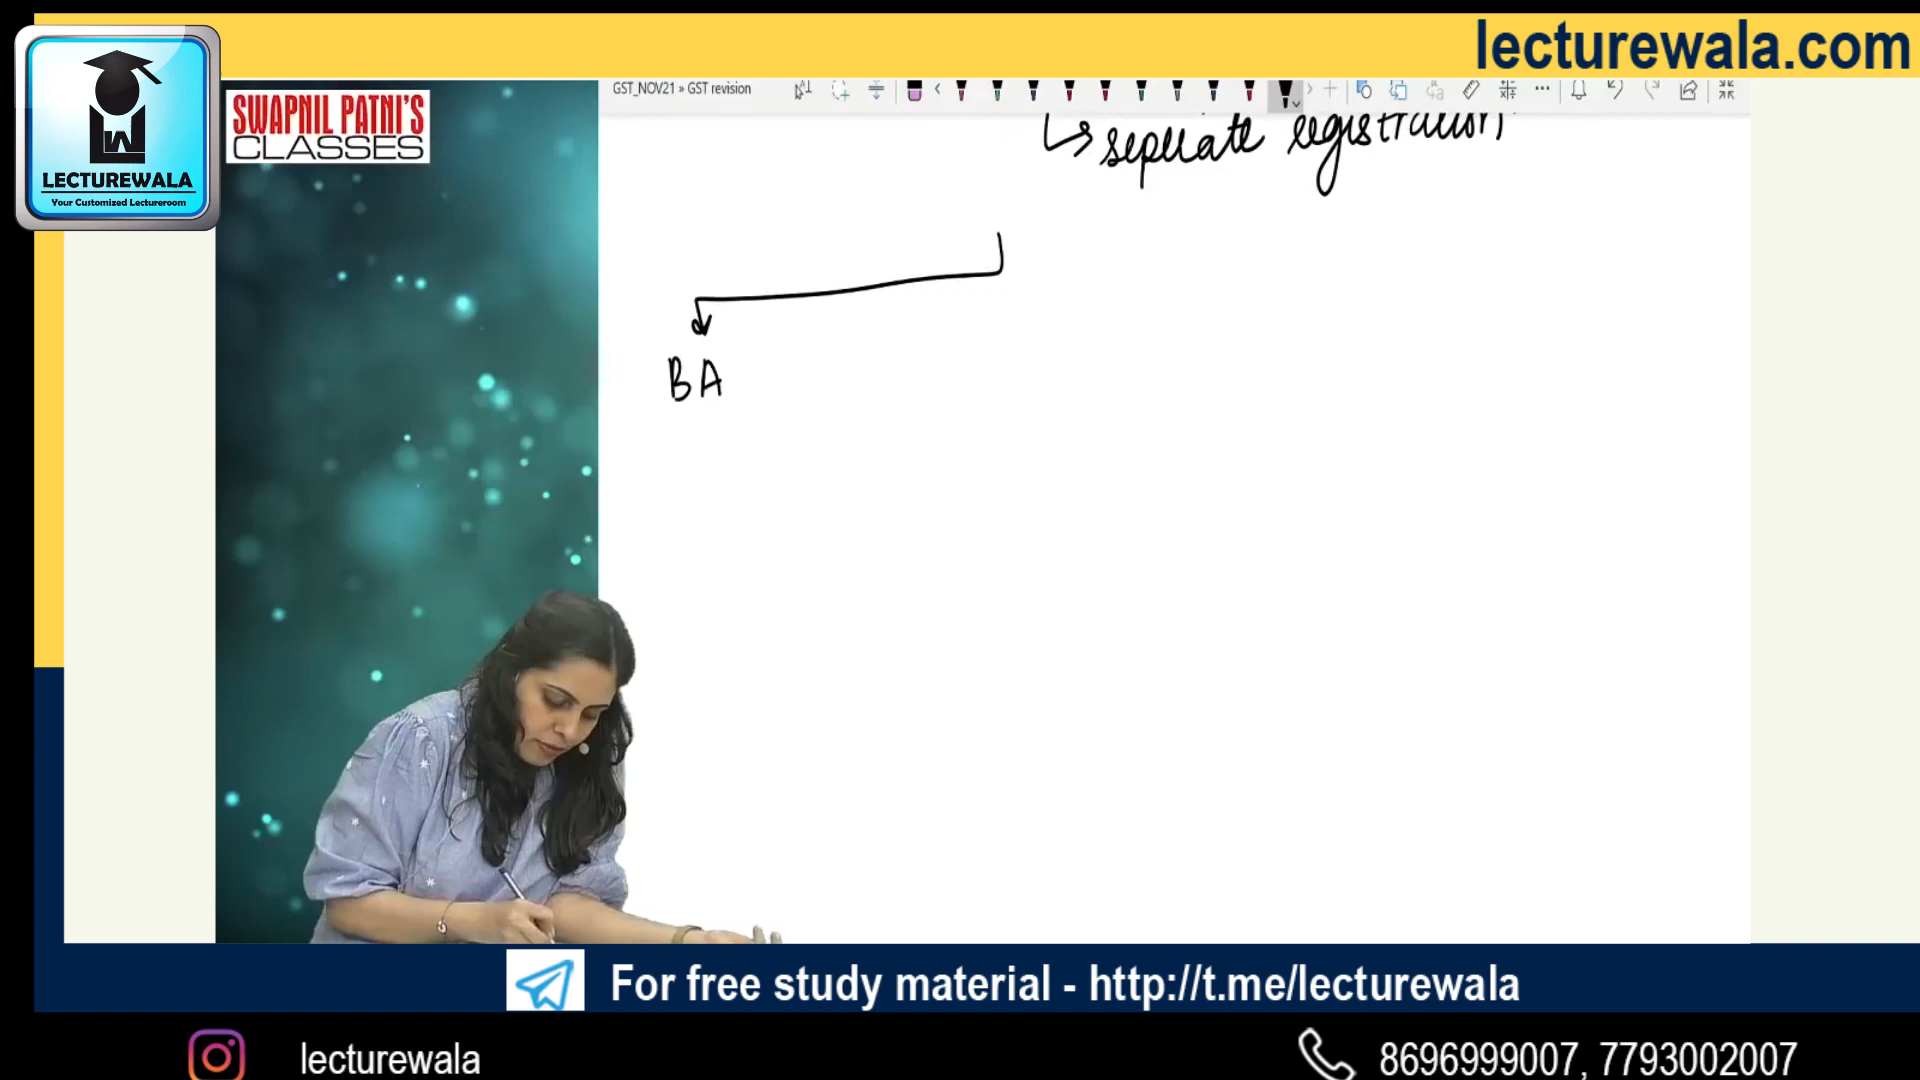 lecturewala.com
GST_NOV21 » GST revision
SWAPNIL PATNI'S
CLASSES
LW
LECTUREWALA
Your Customized Lectureroom
↳ seperate registration
BA
For free study material - http://t.me/lecturewala
lecturewala
8696999007, 7793002007